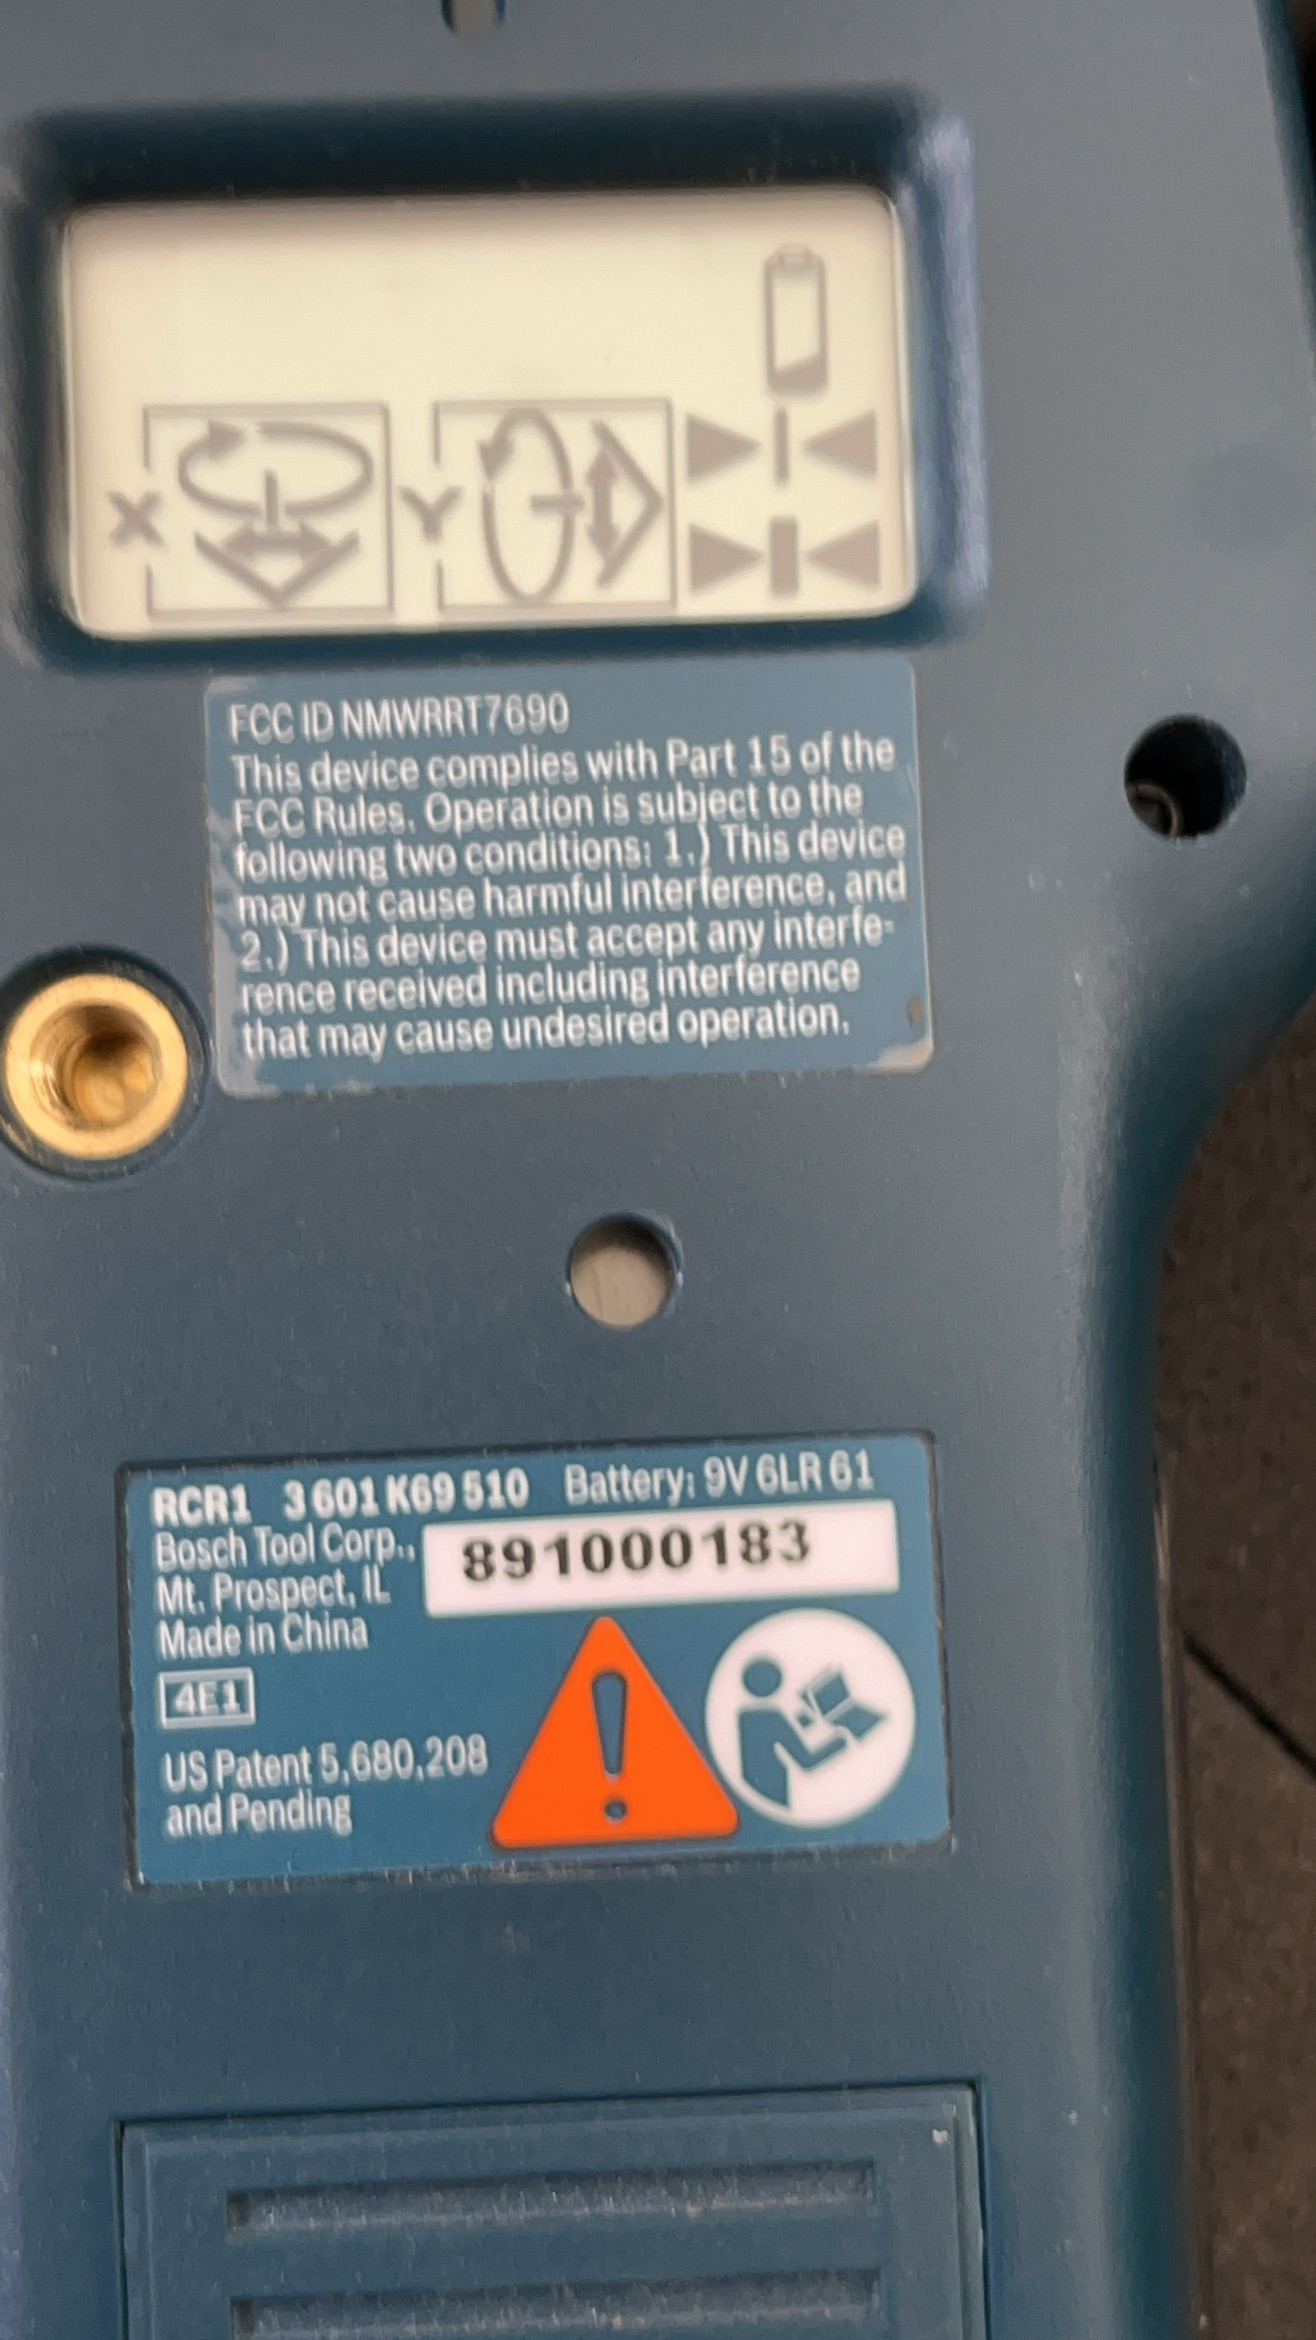 X Y
FCC ID NMWRRT7690
This device complies with Part 15 of the
FCC Rules. Operation is subject to the
following two conditions: 1.) This device
may not cause harmful interference, and
2.) This device must accept any interfe-
rence received including interference
that may cause undesired operation.
RCR1 3 601 K69 510 Battery: 9V 6LR 61
Bosch Tool Corp.,
891000183
Mt. Prospect, IL
Made in China
4E1
US Patent 5,680,208
and Pending